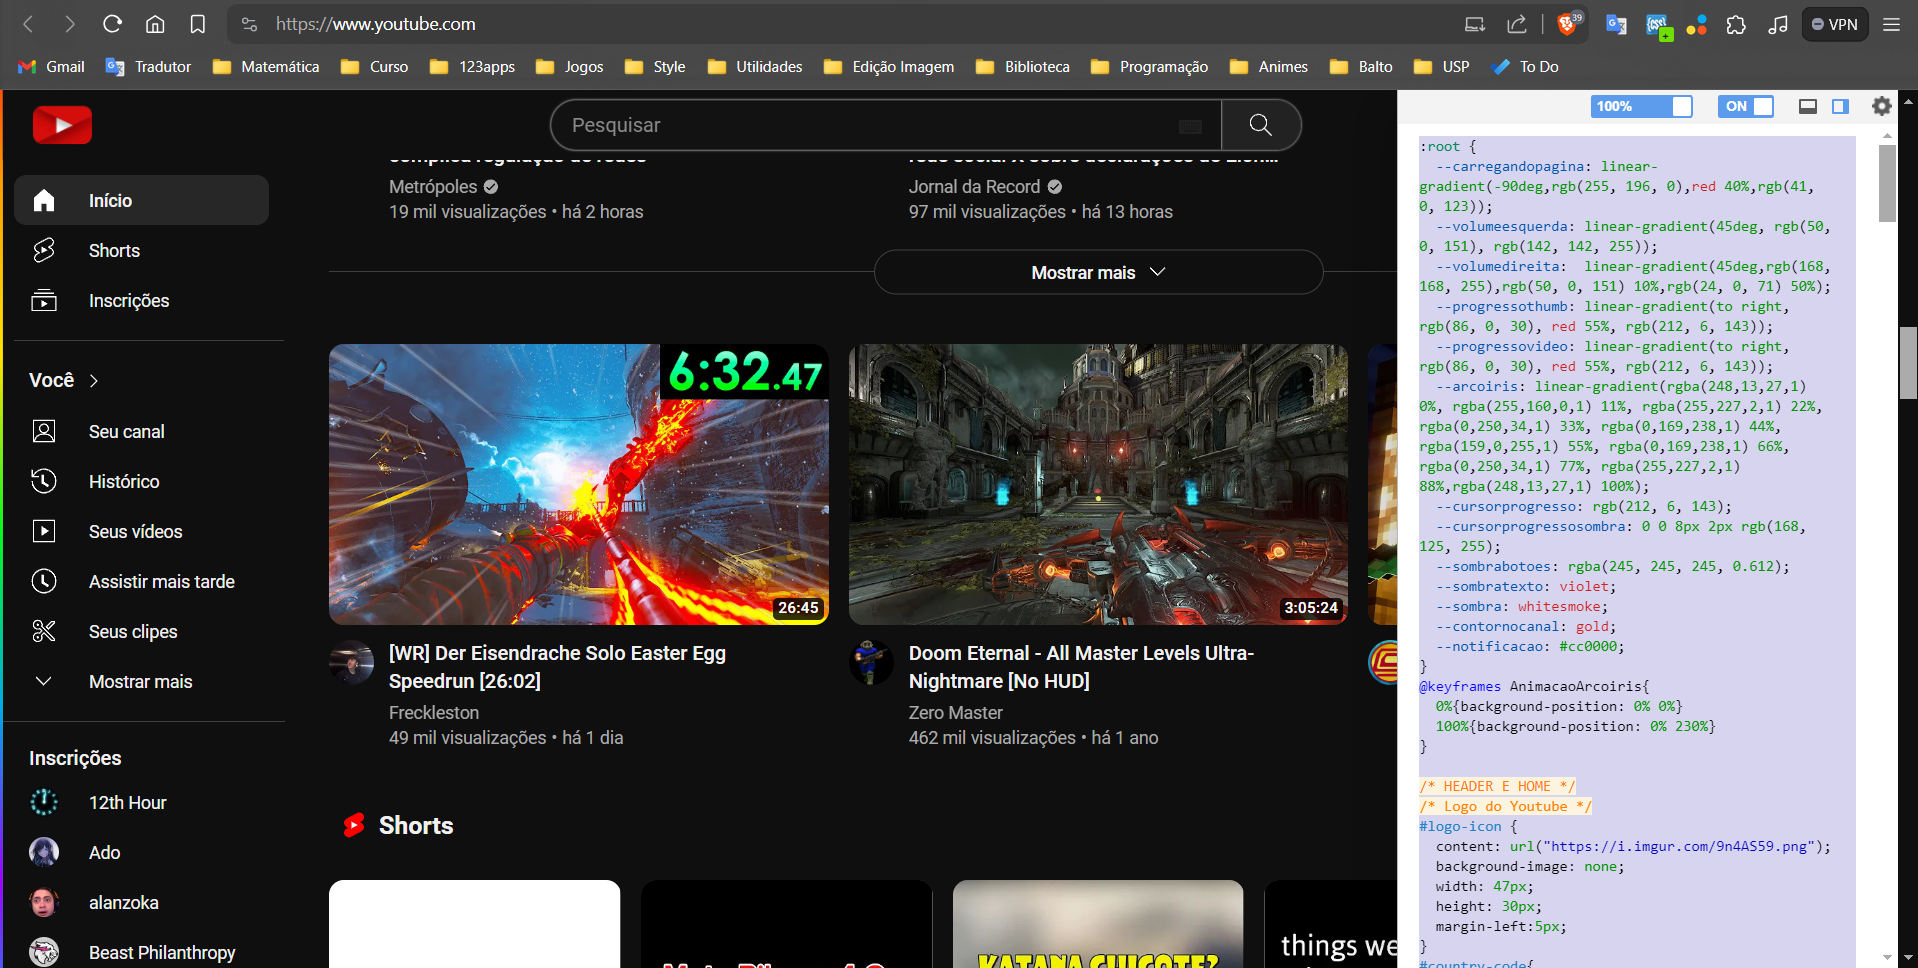 https://www.youtube.com
39
VPN
Gmail
Tradutor
Matemática
Curso
123apps
Jogos
Style
Utilidades
Edição Imagem
Biblioteca
Programação
Animes
Balto
USP
To Do
Pesquisar
Início
Shorts
Inscrições
Você
Seu canal
Histórico
Seus vídeos
Assistir mais tarde
Seus clipes
Mostrar mais
Inscrições
12th Hour
Ado
alanzoka
Beast Philanthropy
complica regulação de redes
Metrópoles
19 mil visualizações • há 2 horas
Jornal da Record
97 mil visualizações • há 13 horas
Mostrar mais
6:32.47
26:45
[WR] Der Eisendrache Solo Easter Egg
Speedrun [26:02]
Freckleston
49 mil visualizações • há 1 dia
3:05:24
Doom Eternal - All Master Levels Ultra-
Nightmare [No HUD]
Zero Master
462 mil visualizações • há 1 ano
Shorts
KATANA CHICOTE?
things we
100%
ON
:root {
--carregandopagina: linear-
gradient(-90deg,rgb(255, 196, 0),red 40%,rgb(41,
0, 123));
--volumeesquerda: linear-gradient(45deg, rgb(50,
0, 151), rgb(142, 142, 255));
--volumedireita:  linear-gradient(45deg,rgb(168,
168, 255),rgb(50, 0, 151) 10%,rgb(24, 0, 71) 50%);
--progressothumb: linear-gradient(to right,
rgb(86, 0, 30), red 55%, rgb(212, 6, 143));
--progressovideo: linear-gradient(to right,
rgb(86, 0, 30), red 55%, rgb(212, 6, 143));
--arcoiris: linear-gradient(rgba(248,13,27,1)
0%, rgba(255,160,0,1) 11%, rgba(255,227,2,1) 22%,
rgba(0,250,34,1) 33%, rgba(0,169,238,1) 44%,
rgba(159,0,255,1) 55%, rgba(0,169,238,1) 66%,
rgba(0,250,34,1) 77%, rgba(255,227,2,1)
88%,rgba(248,13,27,1) 100%);
--cursorprogresso: rgb(212, 6, 143);
--cursorprogressosombra: 0 0 8px 2px rgb(168,
125, 255);
--sombrabotoes: rgba(245, 245, 245, 0.612);
--sombratexto: violet;
--sombra: whitesmoke;
--contornocanal: gold;
--notificacao: #cc0000;
}
@keyframes AnimacaoArcoiris{
0%{background-position: 0% 0%}
100%{background-position: 0% 230%}
}
/* HEADER E HOME */
/* Logo do Youtube */
#logo-icon {
content: url("https://i.imgur.com/9n4AS59.png");
background-image: none;
width: 47px;
height: 30px;
margin-left:5px;
}
#country-code{